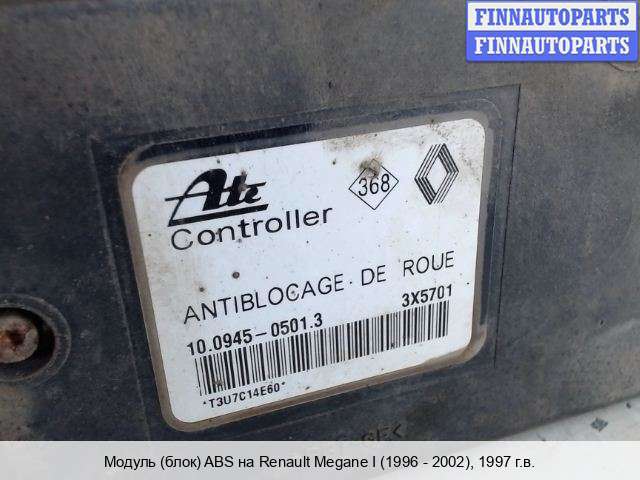 FINNAUTOPARTS
FINNAUTOPARTS
Ate
368
Controller
ANTIBLOCAGE DE ROUE
10.0945-0501.3 3X5701
*T3U7C14E60*
Модуль (блок) ABS на Renault Megane I (1996 - 2002), 1997 г.в.